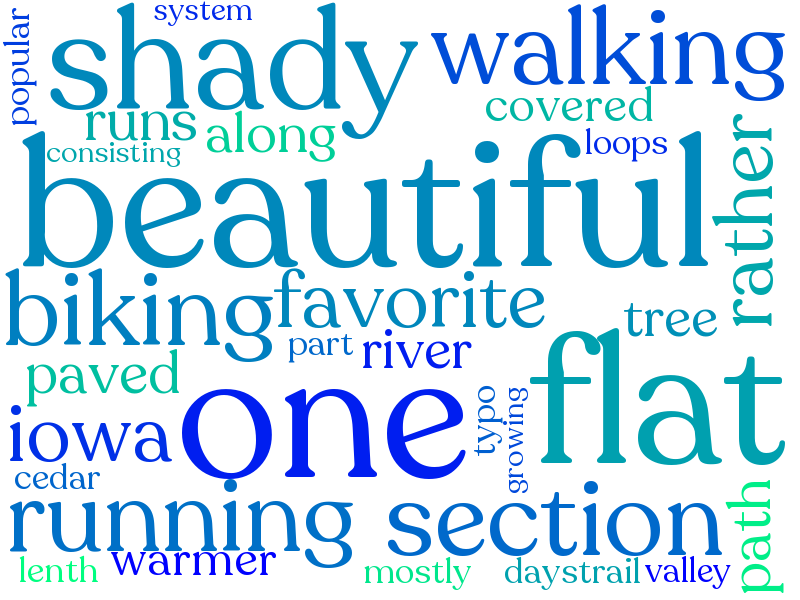 system
popular
shady
walking
covered
runs
along
loops
consisting
beautiful
rather
biking
favorite
tree
part
river
paved
flat
one
typo
growing
iowa
cedar
running
section
path
lenth
warmer
mostly
daystrail
valley